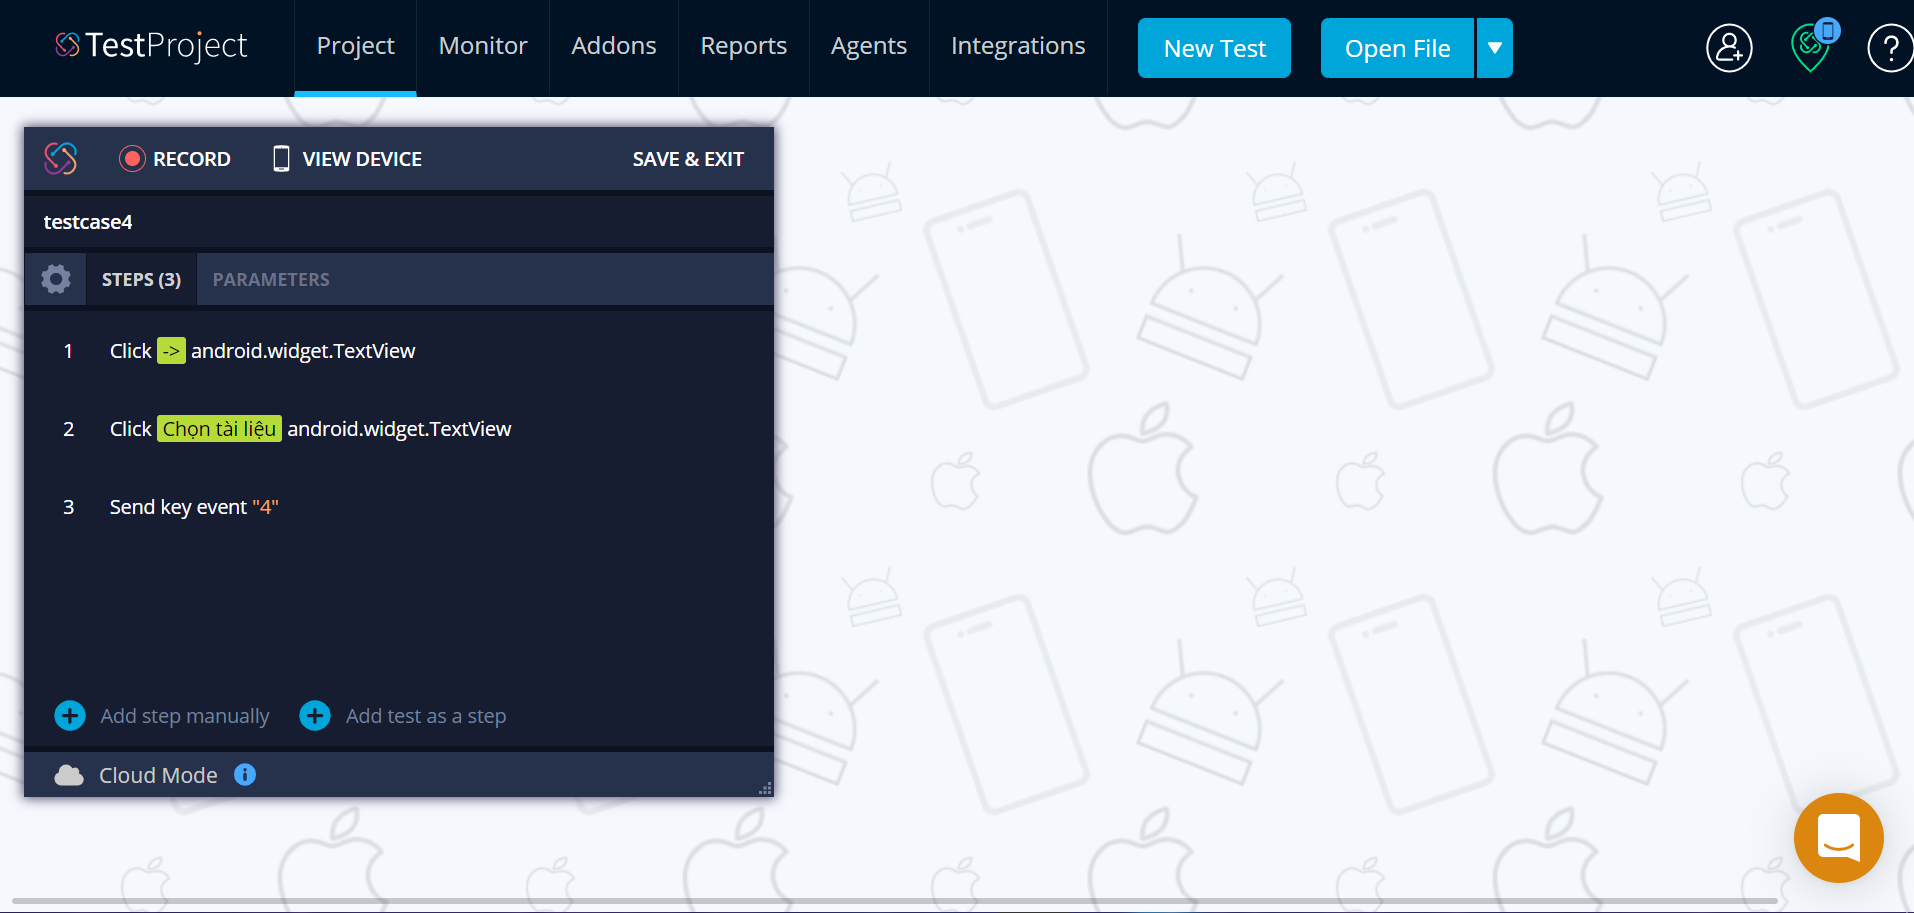 TestProject
Project Monitor Addons Reports Agents Integrations New Test Open File
RECORD VIEW DEVICE SAVE & EXIT
testcase4
STEPS (3) PARAMETERS
1 Click -> android.widget.TextView
2 Click Chọn tài liệu android.widget.TextView
3 Send key event "4"
Add step manually Add test as a step
Cloud Mode